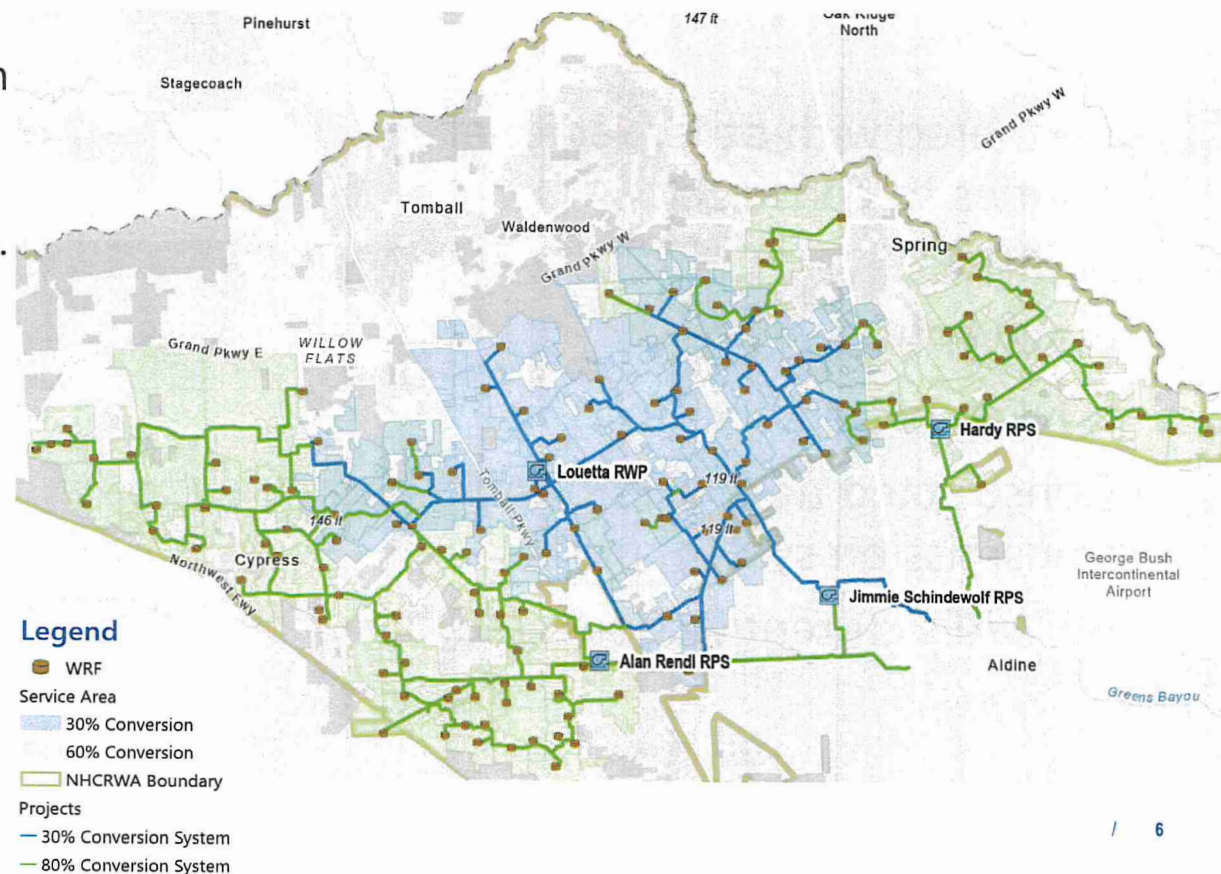 Pinehurst
147 ft
Oak Ridge
North
Stagecoach
Grand Pkwy W
Tomball
Waldenwood
Grand Pkwy W
Spring
Grand Pkwy E
WILLOW
FLATS
Hardy RPS
Louetta RWP
Tomball Pkwy
119 ft
119 ft
146 ft
Cypress
Northwest Fwy
George Bush
Intercontinental
Airport
Jimmie Schindewolf RPS
Alan Rendl RPS
Aldine
Greens Bayou
Legend
WRF
Service Area
30% Conversion
60% Conversion
NHCRWA Boundary
Projects
30% Conversion System
80% Conversion System
/ 6